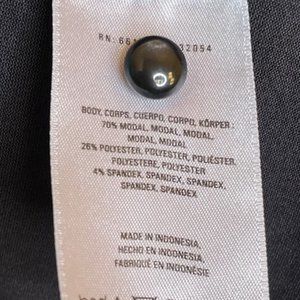 RN: 66
32054
BODY, CORPS, CUERPO, CORPO, KÖRPER :
70% MODAL, MODAL, MODAL,
MODAL, MODAL
26% POLYESTER, POLYESTER, POLIÉSTER,
POLYESTERE, POLYESTER
4% SPANDEX, SPANDEX, SPANDEX,
SPANDEX, SPANDEX
MADE IN INDONESIA,
HECHO EN INDONESIA,
FABRIQUÉ EN INDONÉSIE